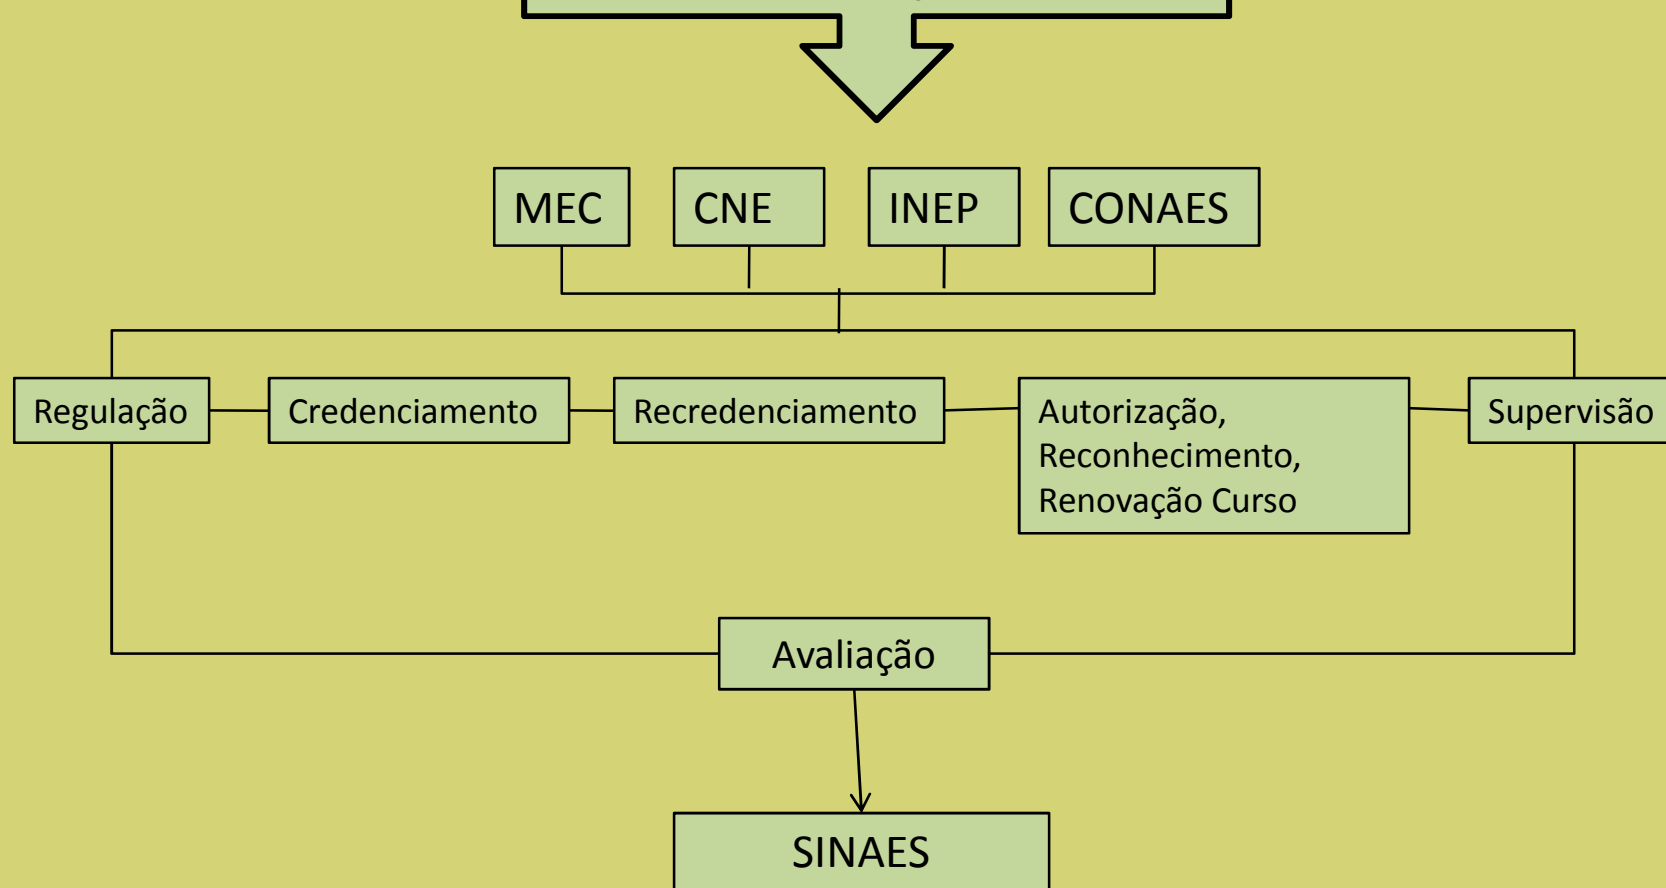 MEC
CNE
INEP
CONAES
Regulação
Credenciamento
Recredenciamento
Autorização,
Reconhecimento,
Renovação Curso
Supervisão
Avaliação
SINAES